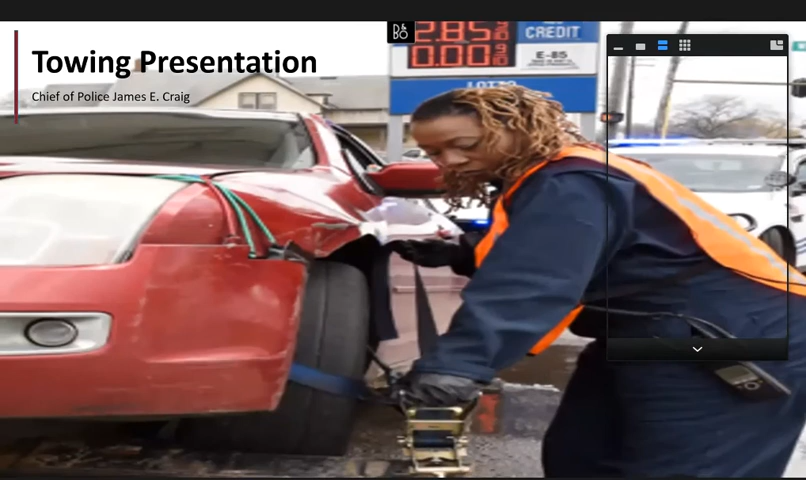 Towing Presentation
Chief of Police James E. Craig
2.85
CREDIT
0.00
E-85
LOTTO